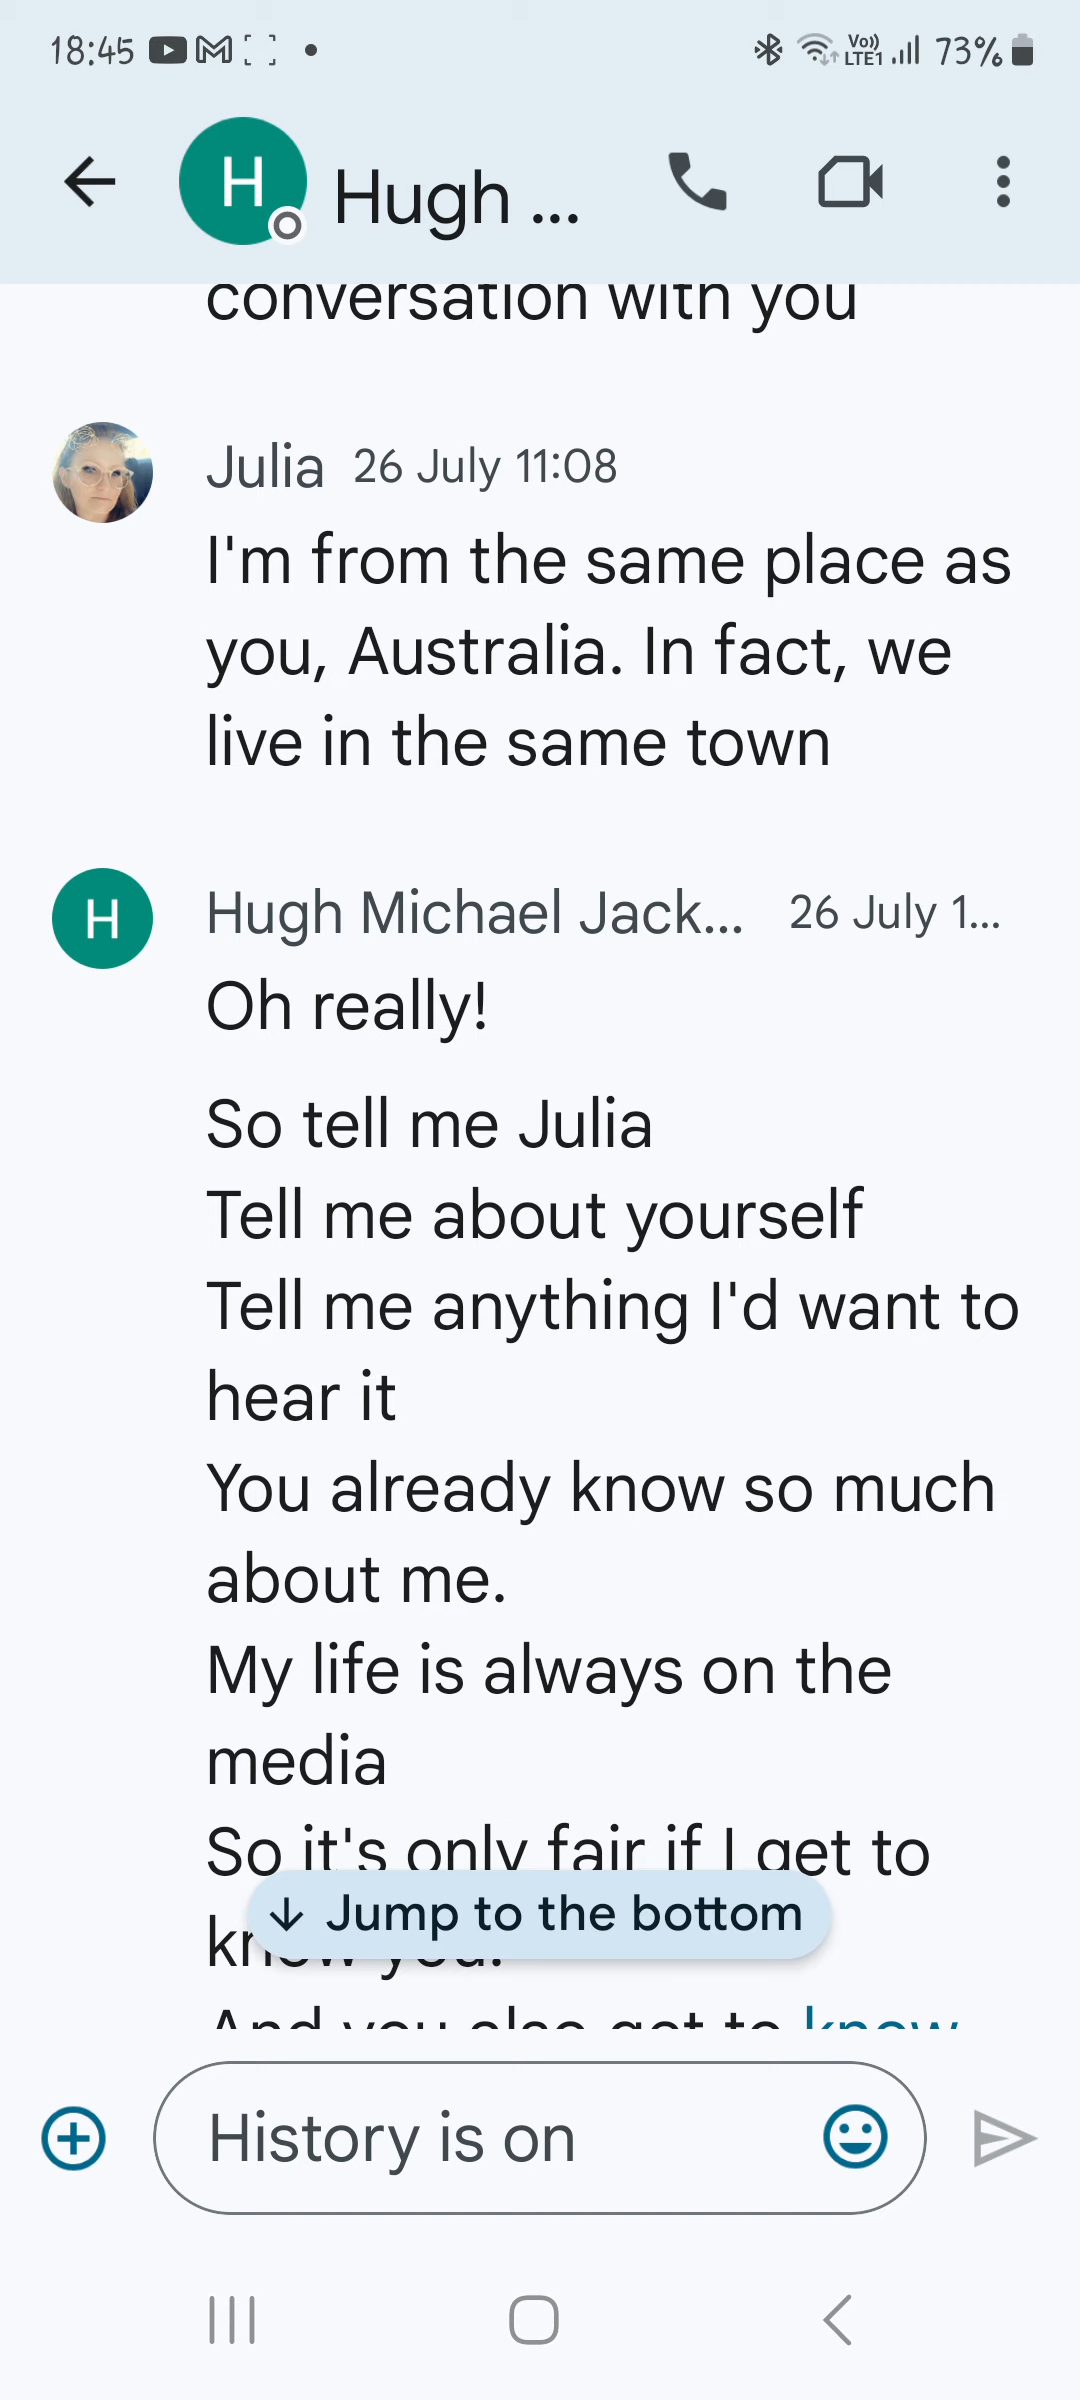 18:45
Vo))
LTE1
73%
H
Hugh ...
conversation with you
Julia 26 July 11:08
I'm from the same place as
you, Australia. In fact, we
live in the same town
H
Hugh Michael Jack... 26 July 1...
Oh really!
So tell me Julia
Tell me about yourself
Tell me anything I'd want to
hear it
You already know so much
about me.
My life is always on the
media
So it's only fair if I get to
know you.
↓ Jump to the bottom
And you also get to know
History is on